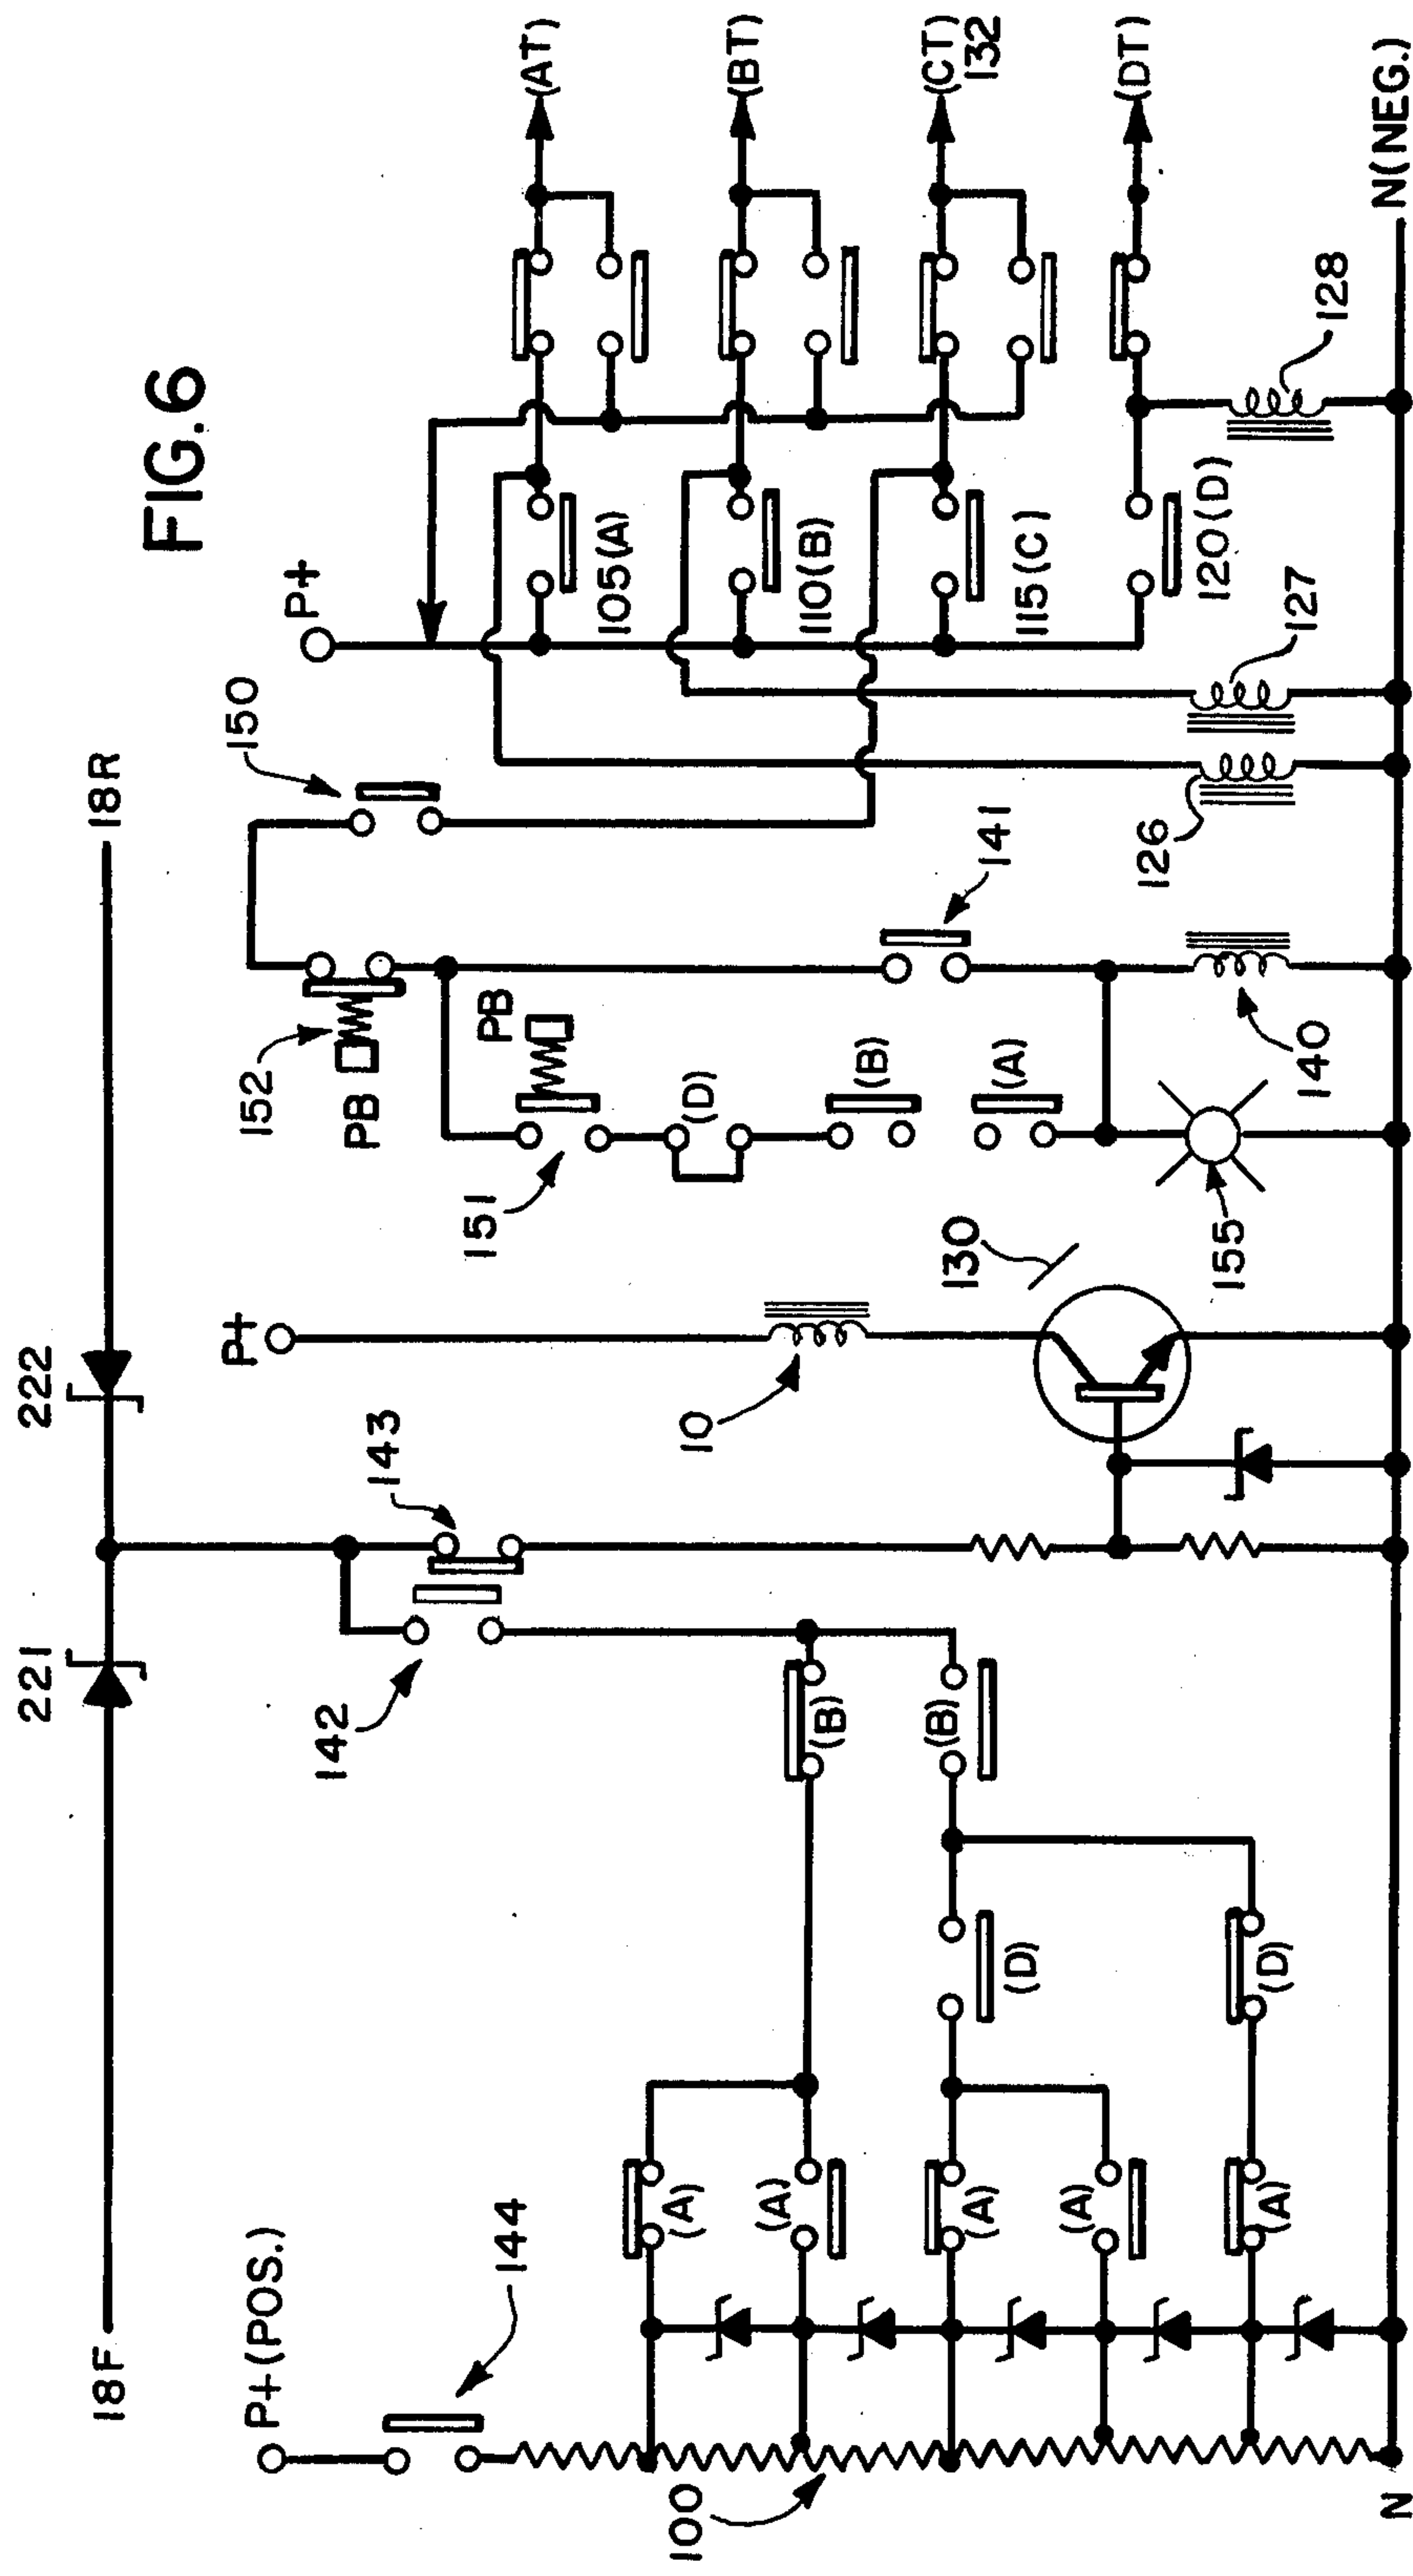 FIG.6
18F
221
222
18R
P+(POS.)
144
100
N
(A)
(A)
(A)
(A)
(A)
(D)
(D)
(B)
(B)
142
143
P+
10
130
152
PB
151
PB
(D)
(B)
(A)
155
140
141
150
P+
126
127
128
105(A)
110(B)
115(C)
120(D)
(AT)
(BT)
(CT)
132
(DT)
N(NEG.)